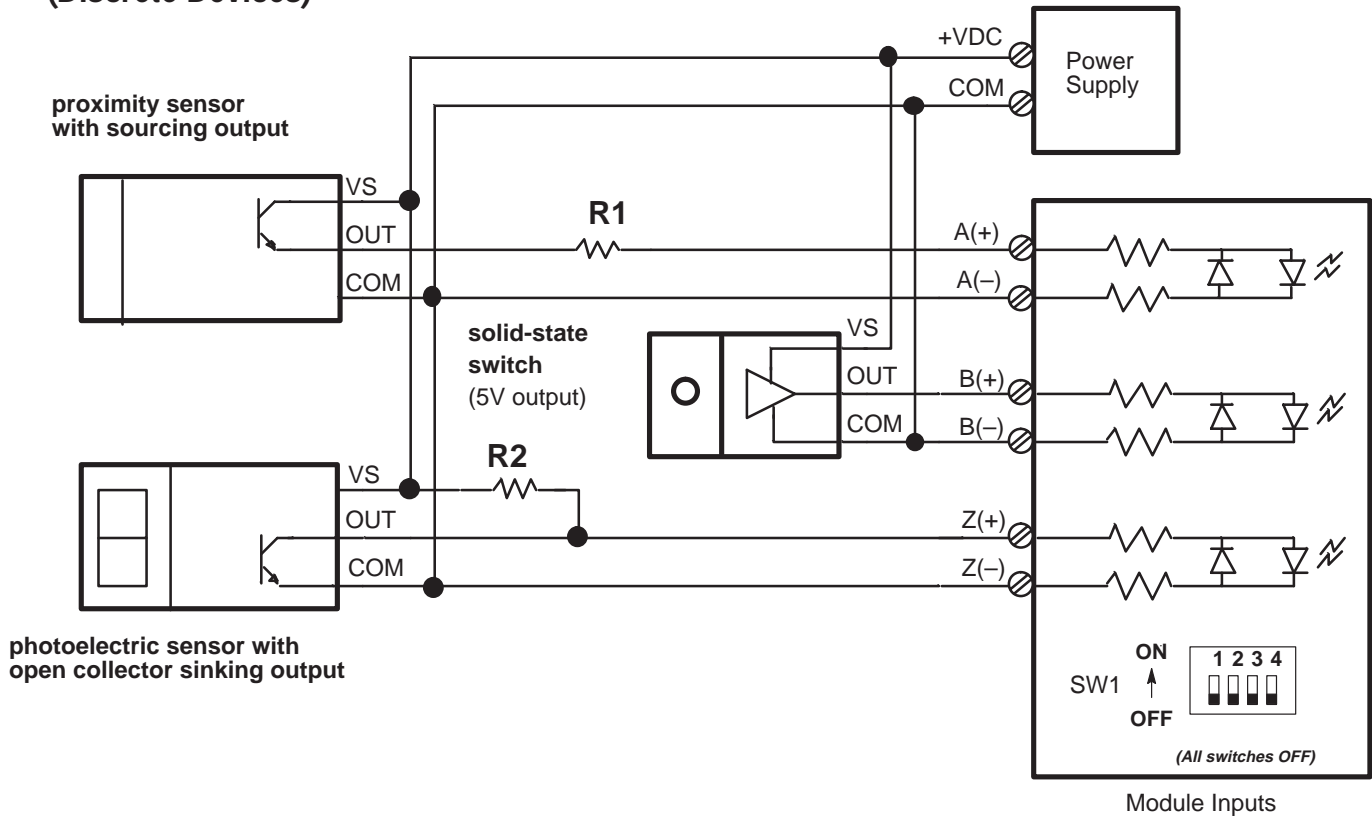 (Discrete Devices)
+VDC
COM
Power
Supply
proximity sensor
with sourcing output
VS
OUT
COM
R1
A(+)
A(–)
solid-state
switch
(5V output)
VS
OUT
COM
B(+)
B(–)
R2
VS
OUT
COM
Z(+)
Z(–)
photoelectric sensor with
open collector sinking output
SW1
ON
OFF
1 2 3 4
(All switches OFF)
Module Inputs